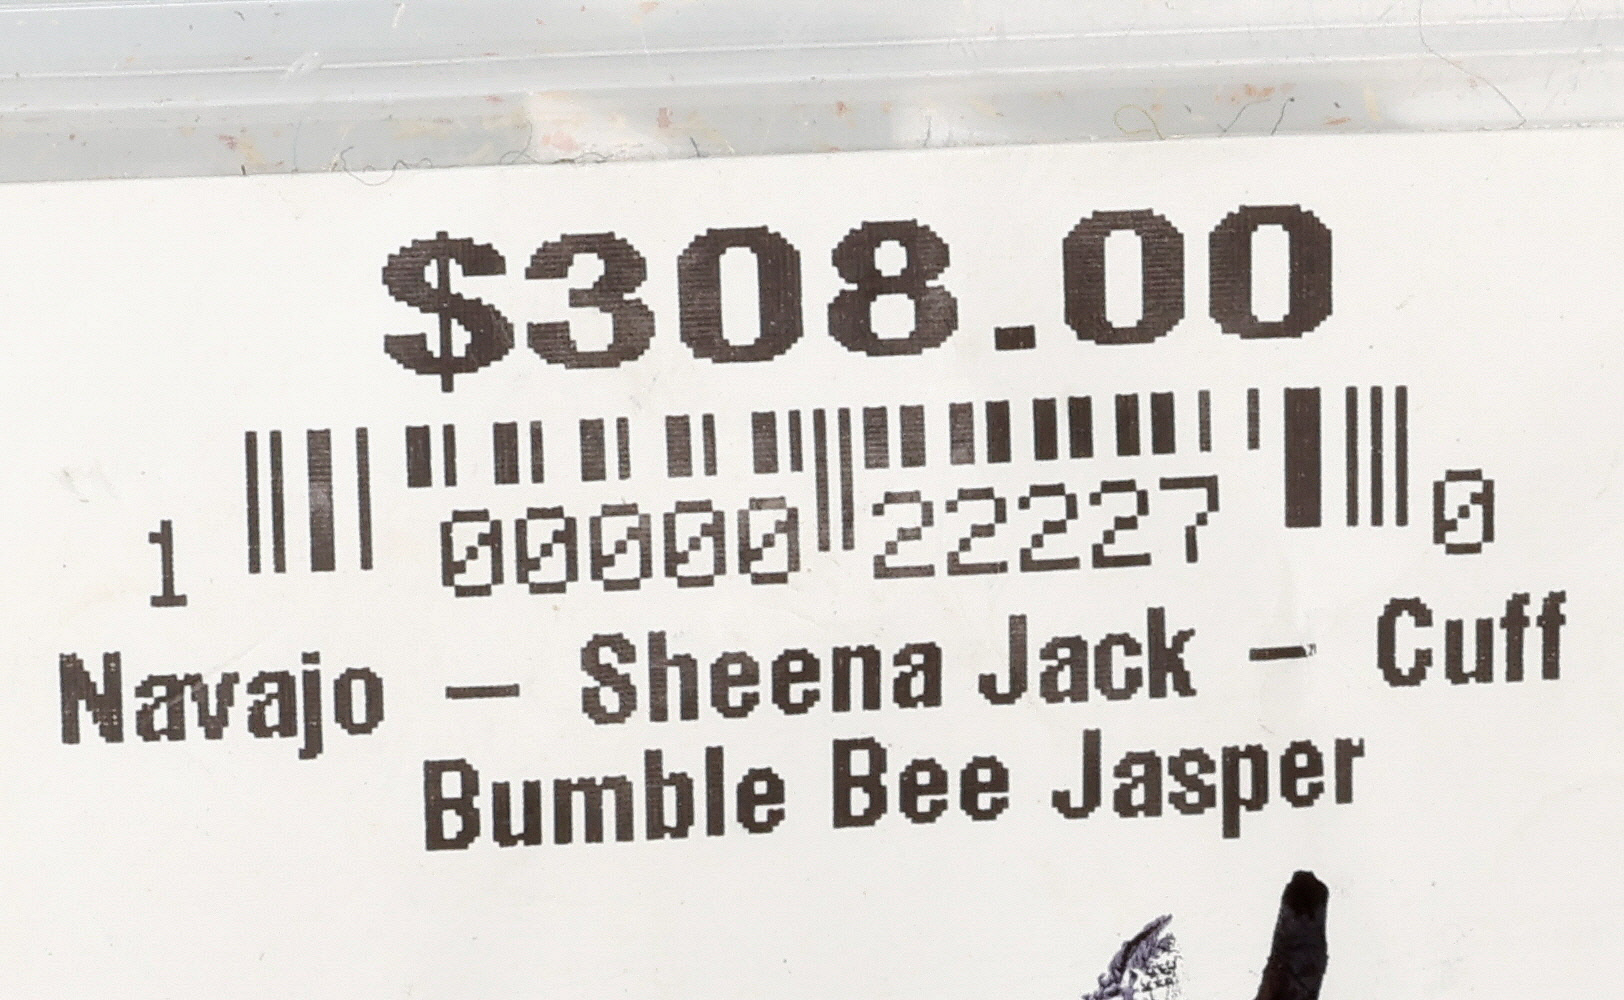 $308.00
1 00000 22227 0
Navajo – Sheena Jack – Cuff
Bumble Bee Jasper